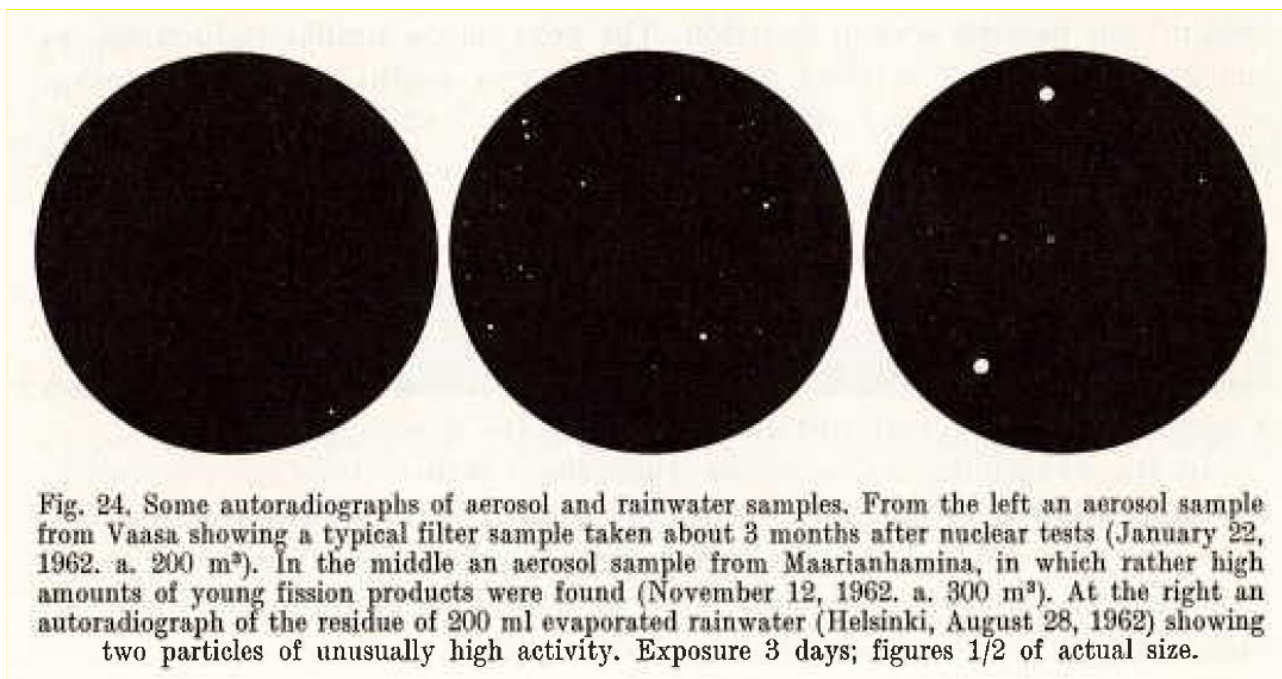 Fig. 24. Some autoradiographs of aerosol and rainwater samples. From the left an aerosol sample
from Vaasa showing a typical filter sample taken about 3 months after nuclear tests (January 22,
1962. a. 200 m³). In the middle an aerosol sample from Maarianhamina, in which rather high
amounts of young fission products were found (November 12, 1962. a. 300 m³). At the right an
autoradiograph of the residue of 200 ml evaporated rainwater (Helsinki, August 28, 1962) showing
two particles of unusually high activity. Exposure 3 days; figures 1/2 of actual size.